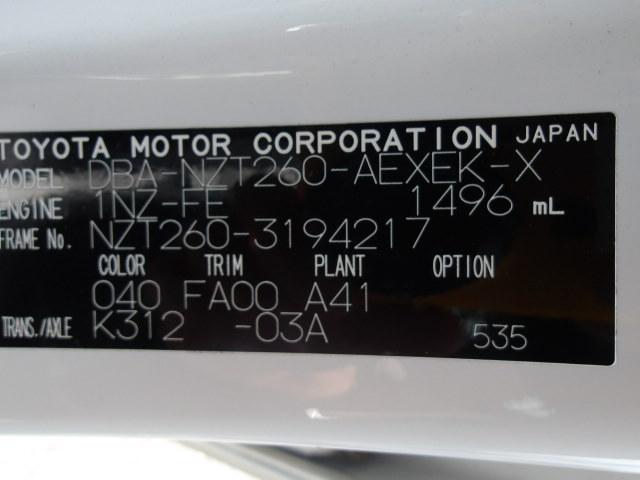 TOYOTA MOTOR CORPORATION JAPAN
MODEL DBA-NZT260-AEXEK-X
ENGINE 1NZ-FE 1496 mL
FRAME No. NZT260-3194217
COLOR TRIM PLANT OPTION
040 FA00 A41
TRANS./AXLE K312 -03A 535